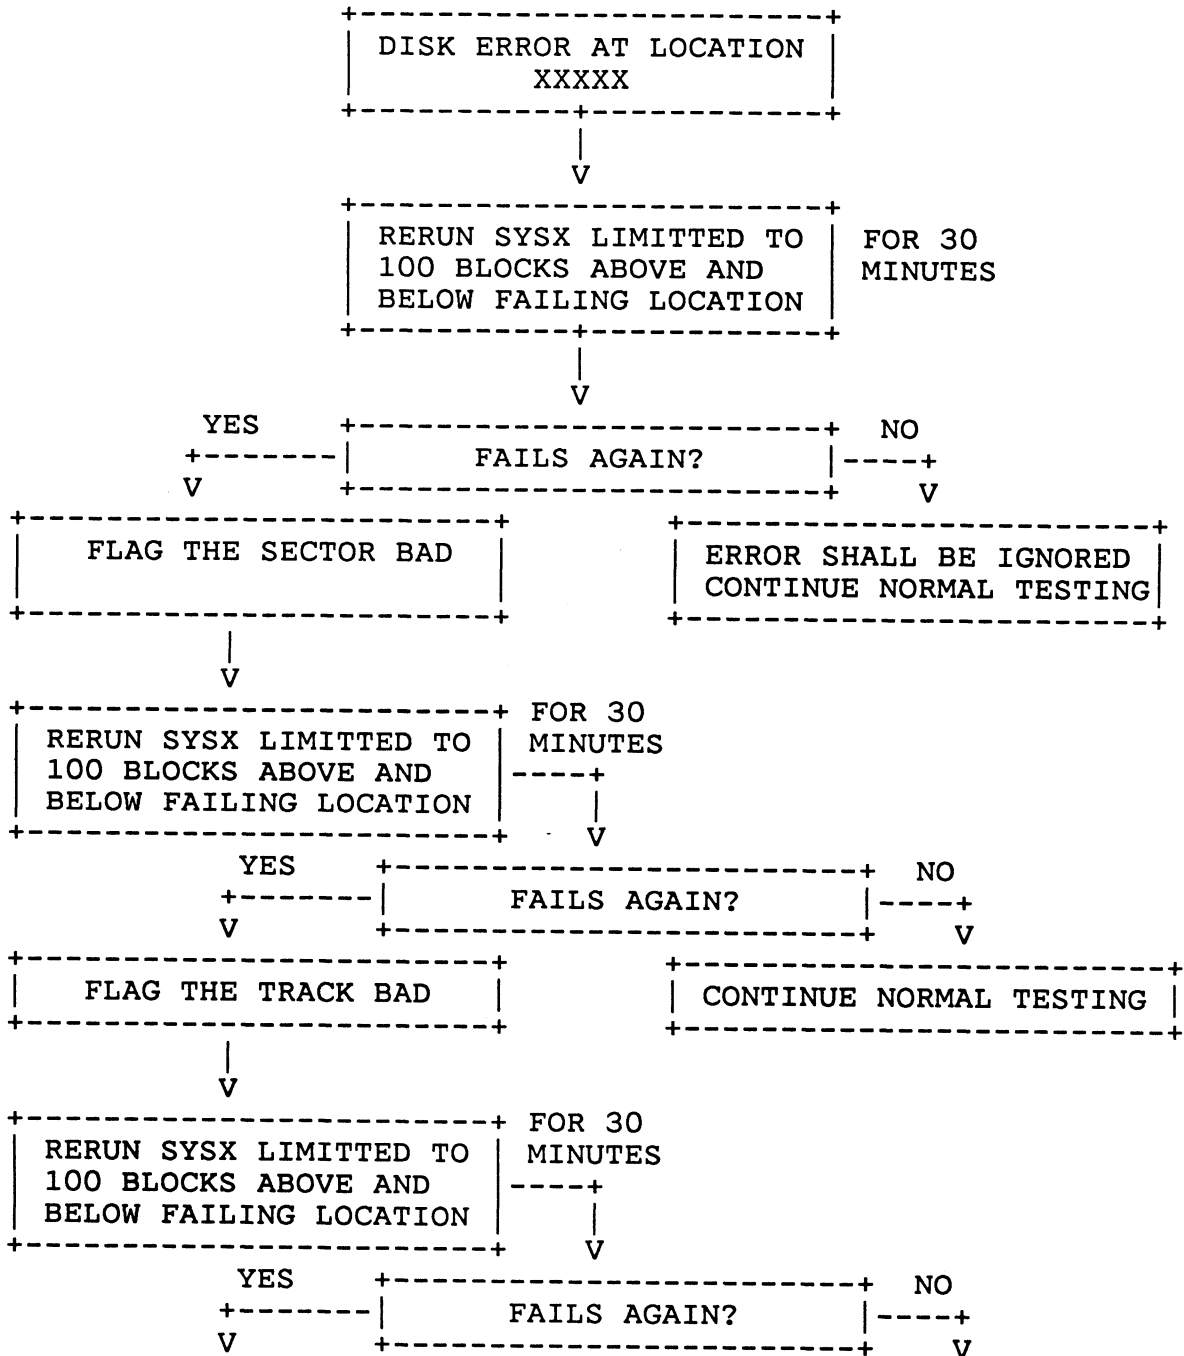 DISK ERROR AT LOCATION
XXXXX
V
RERUN SYSX LIMITTED TO
100 BLOCKS ABOVE AND
BELOW FAILING LOCATION
FOR 30
MINUTES
V
YES
FAILS AGAIN?
NO
V
V
FLAG THE SECTOR BAD
ERROR SHALL BE IGNORED
CONTINUE NORMAL TESTING
V
RERUN SYSX LIMITTED TO
100 BLOCKS ABOVE AND
BELOW FAILING LOCATION
FOR 30
MINUTES
V
YES
FAILS AGAIN?
NO
V
V
FLAG THE TRACK BAD
CONTINUE NORMAL TESTING
V
RERUN SYSX LIMITTED TO
100 BLOCKS ABOVE AND
BELOW FAILING LOCATION
FOR 30
MINUTES
V
YES
FAILS AGAIN?
NO
V
V